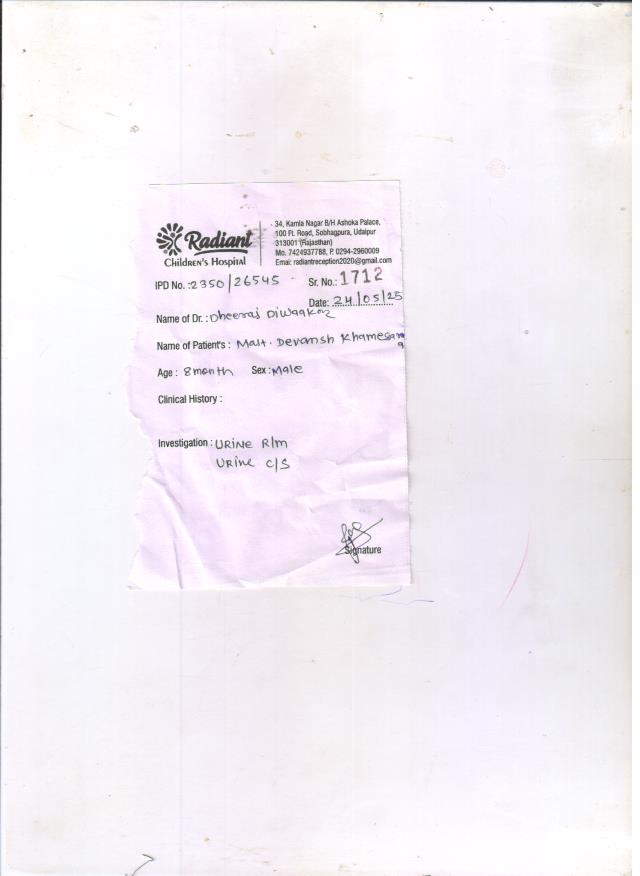 Radiant
Children's Hospital
34, Kamla Nagar B/H Ashoka Palace,
100 Ft. Road, Sobhagpura, Udaipur
313001 (Rajasthan)
Mo. 7424937788, P. 0294-2960009
Emai: radiantreception2020@gmail.com
IPD No. :2350/26545 Sr. No.: 1712
Date: 24/05/25
Name of Dr. : Dheeraj Diwaakar
Name of Patient's : Mast. Devansh Khamesara
Age : 8 month Sex : Male
Clinical History :
Investigation : URINE R/M
URINE C/S
Signature